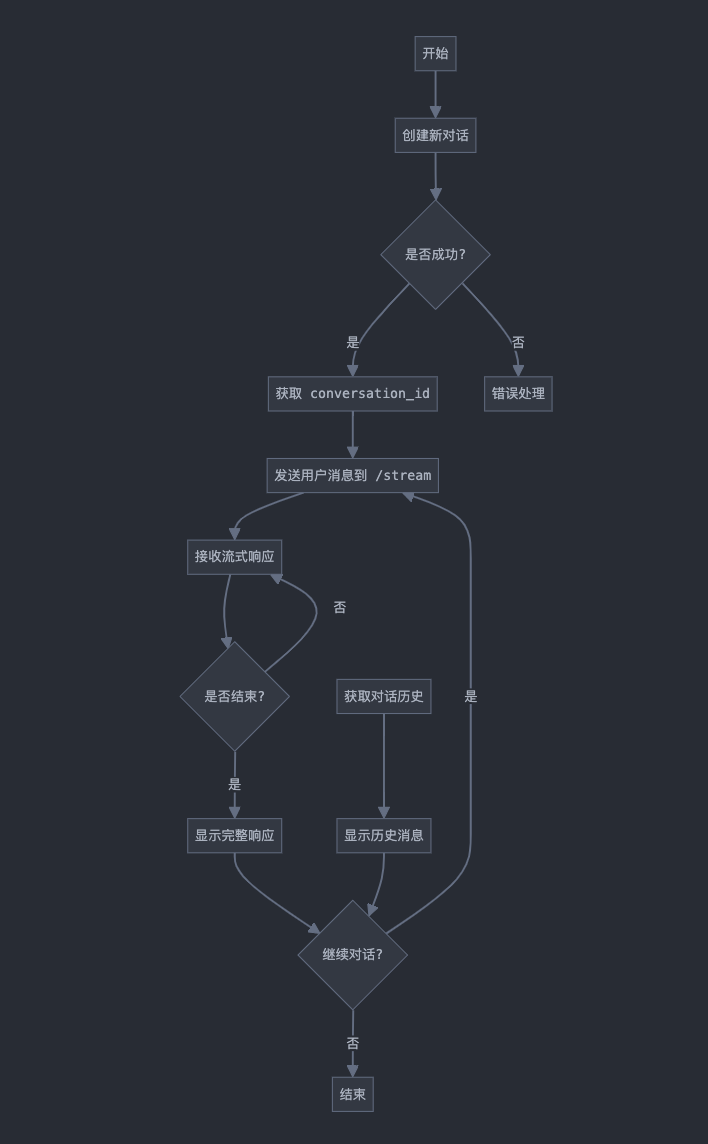 开始
创建新对话
是否成功?
是
否
获取 conversation_id
错误处理
发送用户消息到 /stream
接收流式响应
否
是否结束?
获取对话历史
是
是
显示完整响应
显示历史消息
继续对话?
否
结束